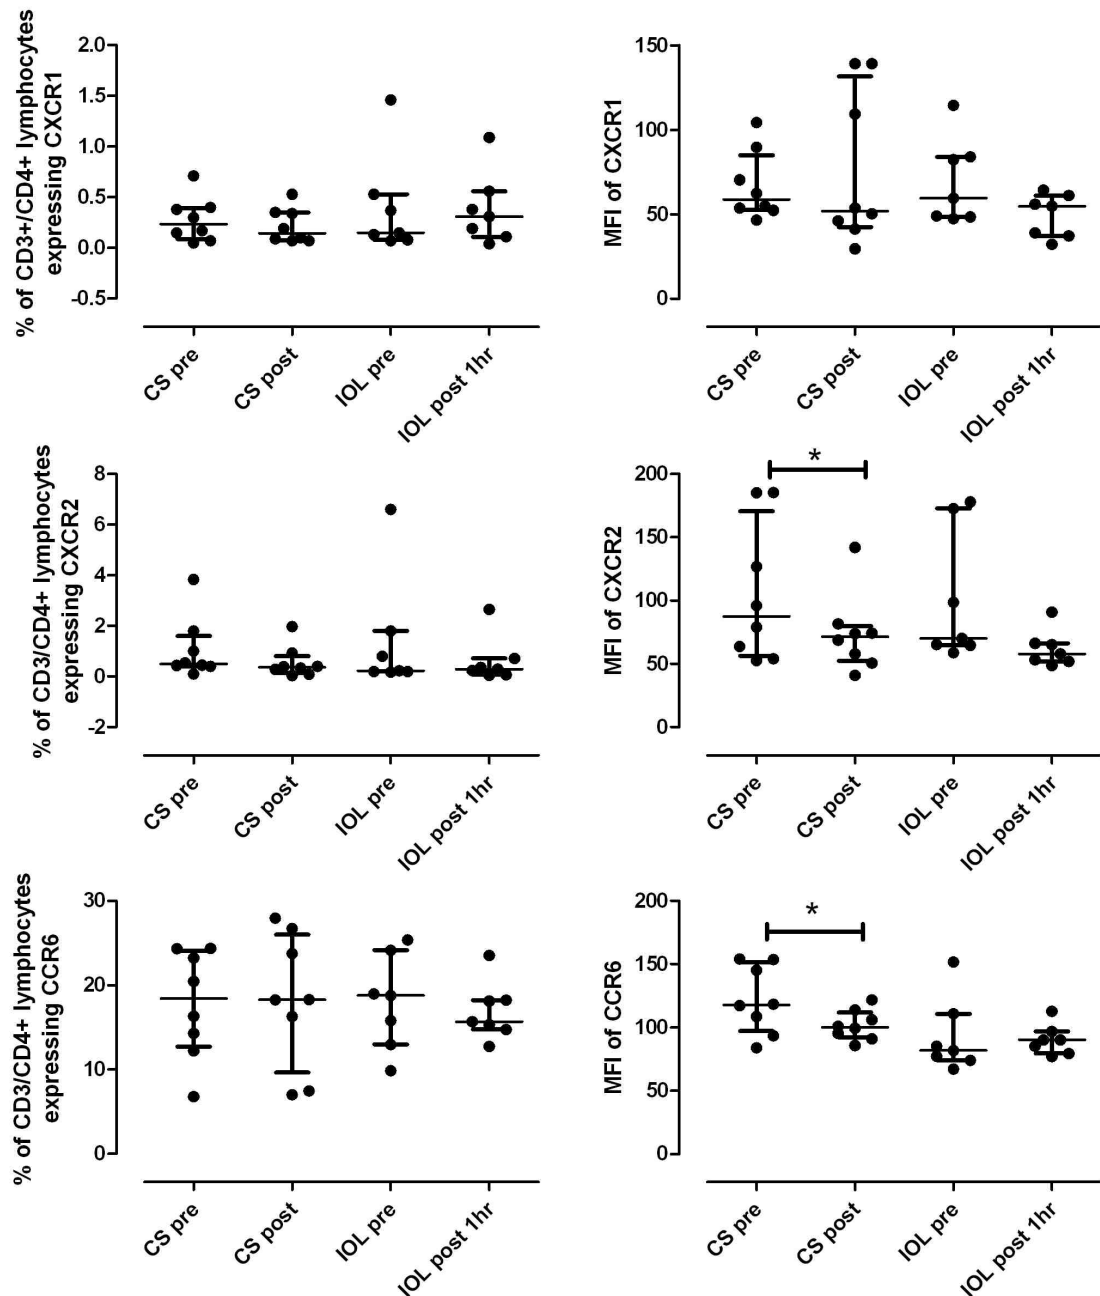 % of CD3+/CD4+ lymphocytes
expressing CXCR1
2.0
1.5
1.0
0.5
0.0
-0.5
CS pre
CS post
IOL pre
IOL post 1hr
MFI of CXCR1
150
100
50
0
CS pre
CS post
IOL pre
IOL post 1hr
% of CD3/CD4+ lymphocytes
expressing CXCR2
8
6
4
2
0
-2
CS pre
CS post
IOL pre
IOL post 1hr
MFI of CXCR2
200
150
100
50
0
*
CS pre
CS post
IOL pre
IOL post 1hr
% of CD3/CD4+ lymphocytes
expressing CCR6
30
20
10
0
CS pre
CS post
IOL pre
IOL post 1hr
MFI of CCR6
200
150
100
50
0
*
CS pre
CS post
IOL pre
IOL post 1hr